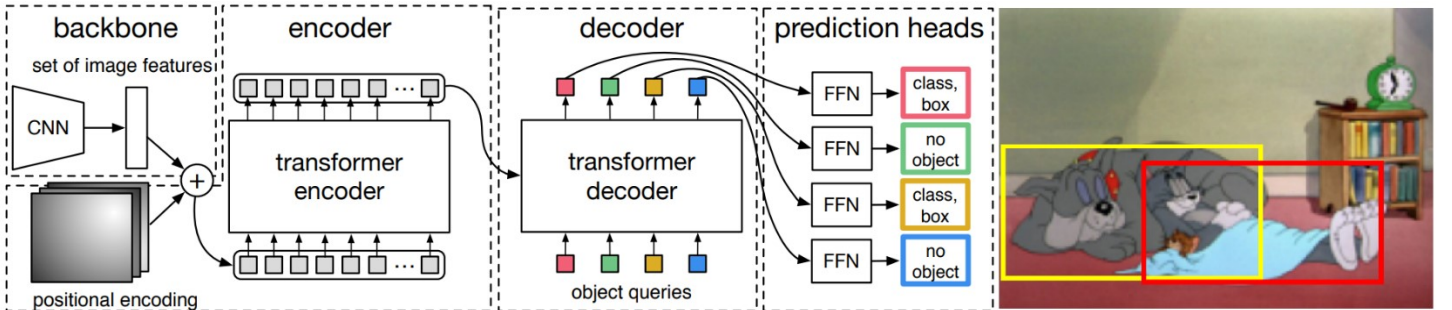 backbone
set of image features
CNN
+
positional encoding
encoder
...
transformer
encoder
...
decoder
transformer
decoder
object queries
prediction heads
FFN
class,
box
FFN
no
object
FFN
class,
box
FFN
no
object